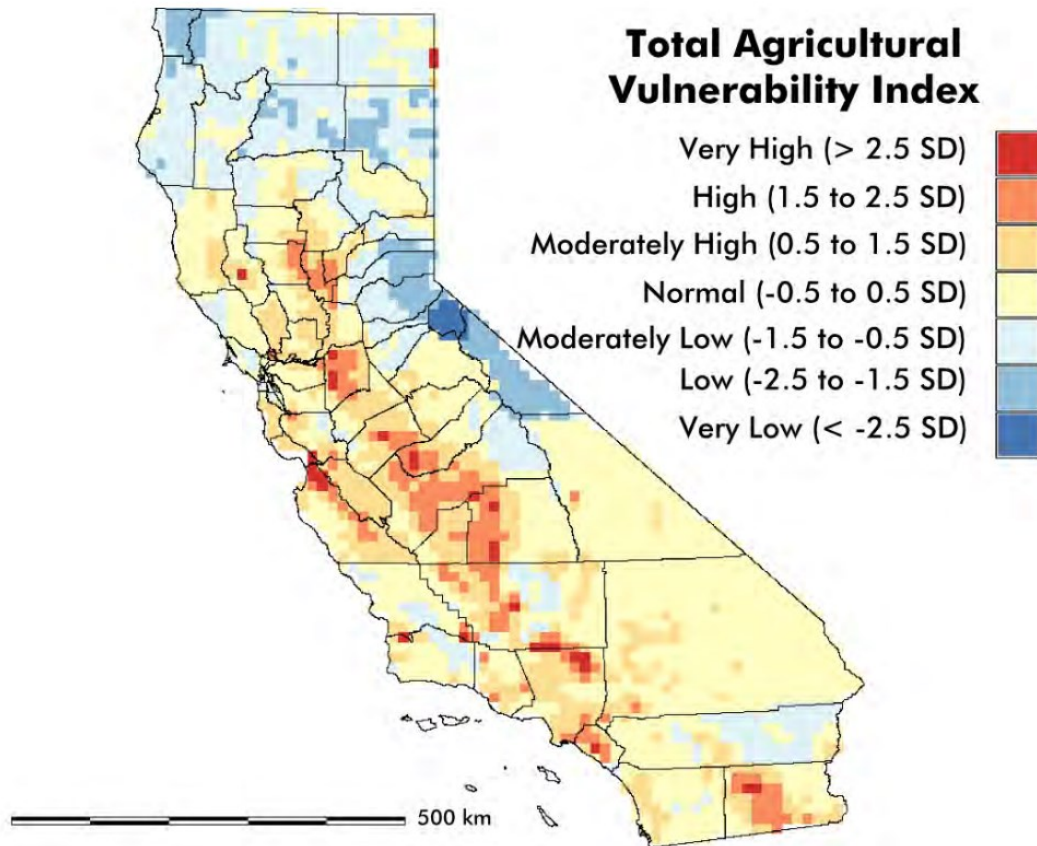 Total Agricultural
Vulnerability Index
Very High (> 2.5 SD)
High (1.5 to 2.5 SD)
Moderately High (0.5 to 1.5 SD)
Normal (-0.5 to 0.5 SD)
Moderately Low (-1.5 to -0.5 SD)
Low (-2.5 to -1.5 SD)
Very Low (< -2.5 SD)
500 km